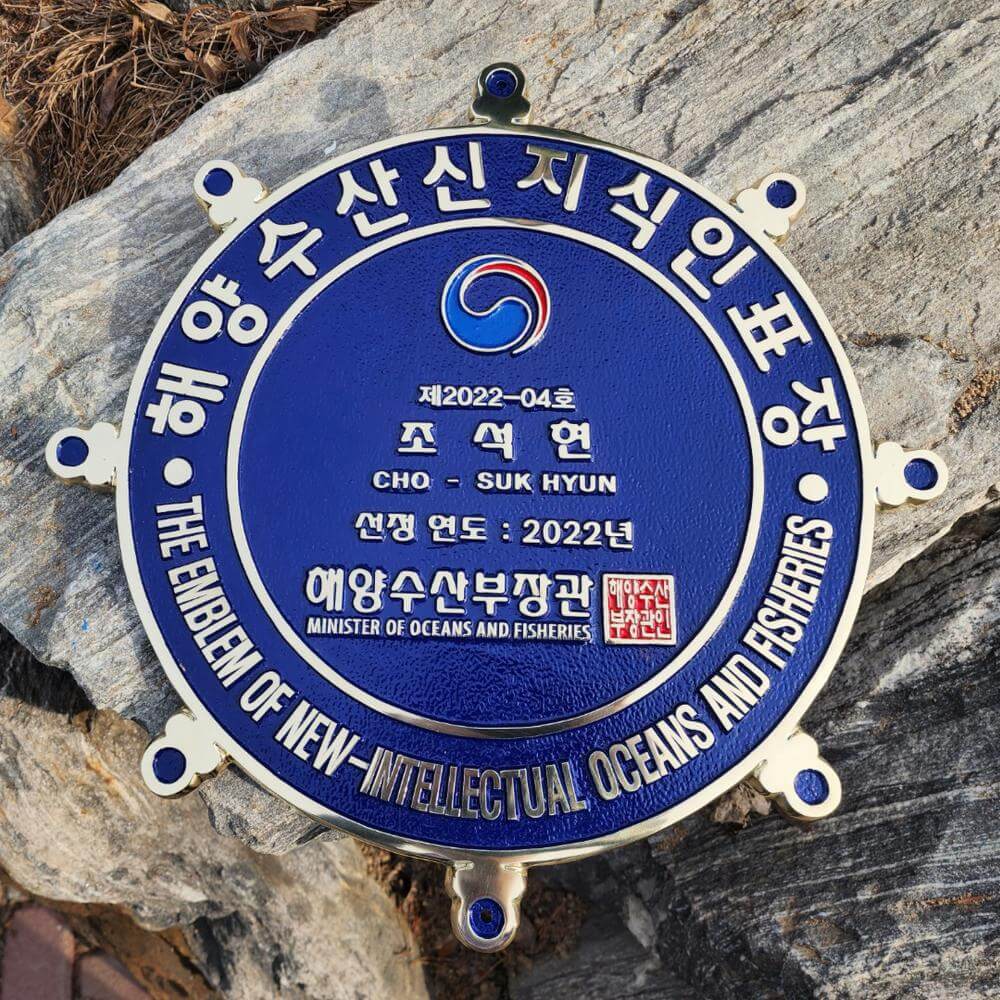 해양수산신지식인표장
제2022-04호
조석현
CHO - SUK HYUN
선정 연도 : 2022년
해양수산부장관
MINISTER OF OCEANS AND FISHERIES
해양수산
부장관인
THE EMBLEM OF NEW-INTELLECTUAL OCEANS AND FISHERIES